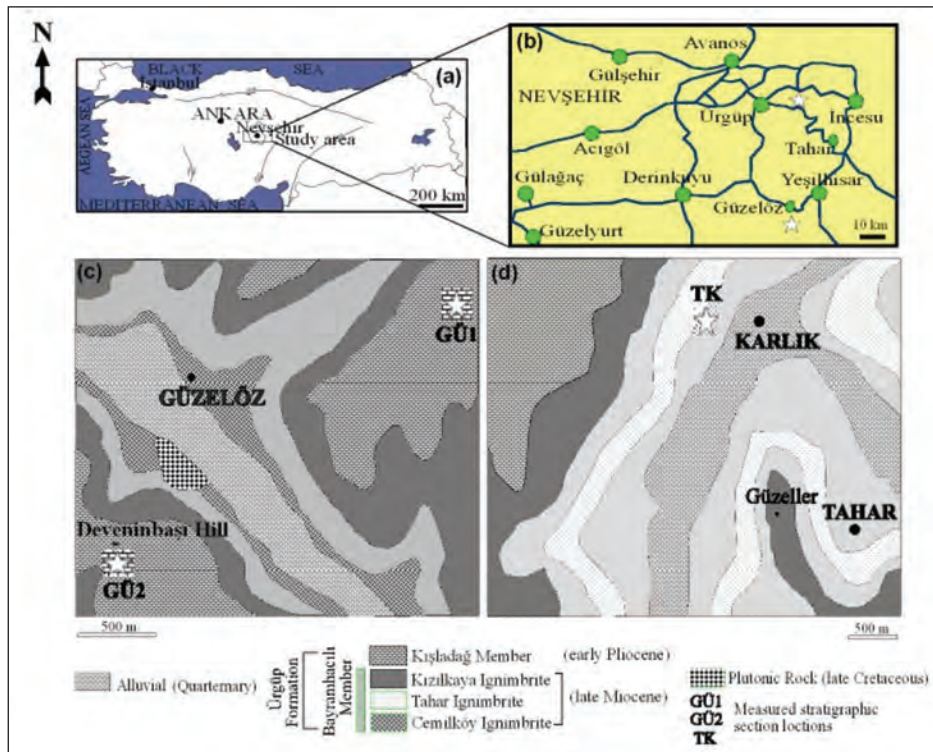 N
(a)
BLACK SEA
İstanbul
ANKARA
Nevşehir
Study area
AEGEAN SEA
MEDITERRANEAN SEA
200 km
(b)
Avanos
Gülşehir
NEVŞEHİR
Ürgüp
İncesu
Acıgöl
Tahar
Gülağaç
Derinkuyu
Yeşilhisar
Güzelöz
Güzelyurt
10 km
(c)
GÜ1
GÜZELÖZ
Deveninbaşı Hill
GÜ2
500 m
(d)
TK
KARLIK
Güzeller
TAHAR
500 m
Alluvial (Quarternary)
Ürgüp
Formation
Bayramhacılı
Member
Kışladağ Member (early Pliocene)
Kızılkaya Ignimbrite
Tahar Ignimbrite
Cemilköy Ignimbrite
(late Miocene)
Plutonic Rock (late Cretaceous)
GÜ1
GÜ2
TK
Measured stratigraphic
section loctions